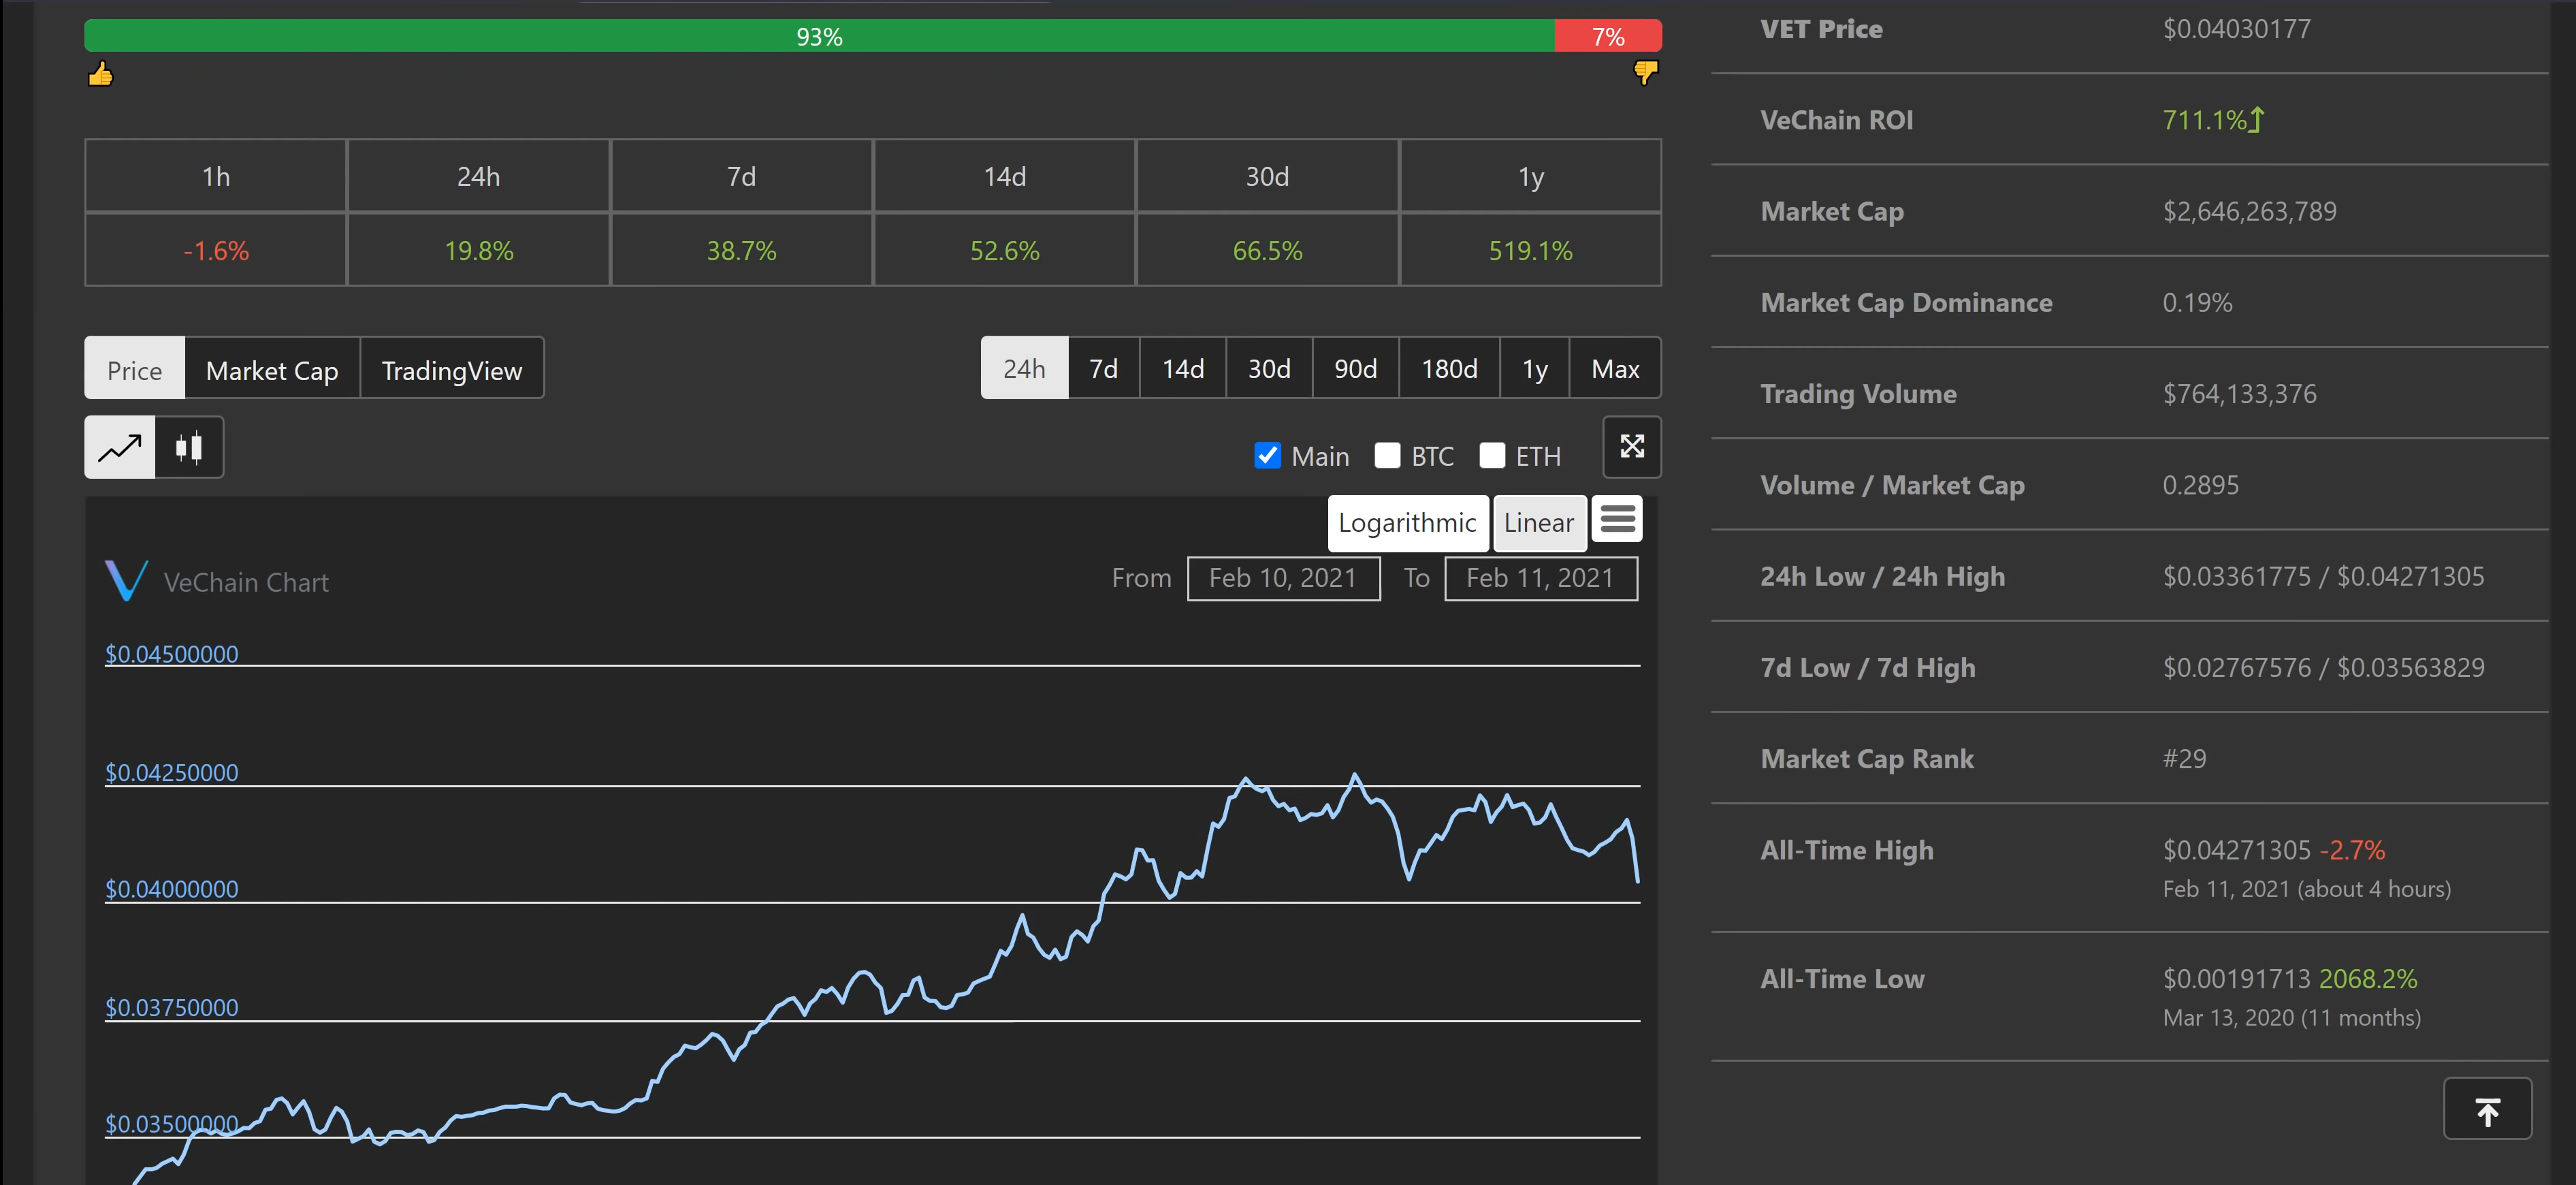 93%
7%
1h 24h 7d 14d 30d 1y
-1.6% 19.8% 38.7% 52.6% 66.5% 519.1%
Price Market Cap TradingView
24h 7d 14d 30d 90d 180d 1y Max
Main BTC ETH
Logarithmic Linear
VeChain Chart
From Feb 10, 2021 To Feb 11, 2021
$0.04500000
$0.04250000
$0.04000000
$0.03750000
$0.03500000
VET Price $0.04030177
VeChain ROI 711.1%
Market Cap $2,646,263,789
Market Cap Dominance 0.19%
Trading Volume $764,133,376
Volume / Market Cap 0.2895
24h Low / 24h High $0.03361775 / $0.04271305
7d Low / 7d High $0.02767576 / $0.03563829
Market Cap Rank #29
All-Time High $0.04271305 -2.7%
Feb 11, 2021 (about 4 hours)
All-Time Low $0.00191713 2068.2%
Mar 13, 2020 (11 months)